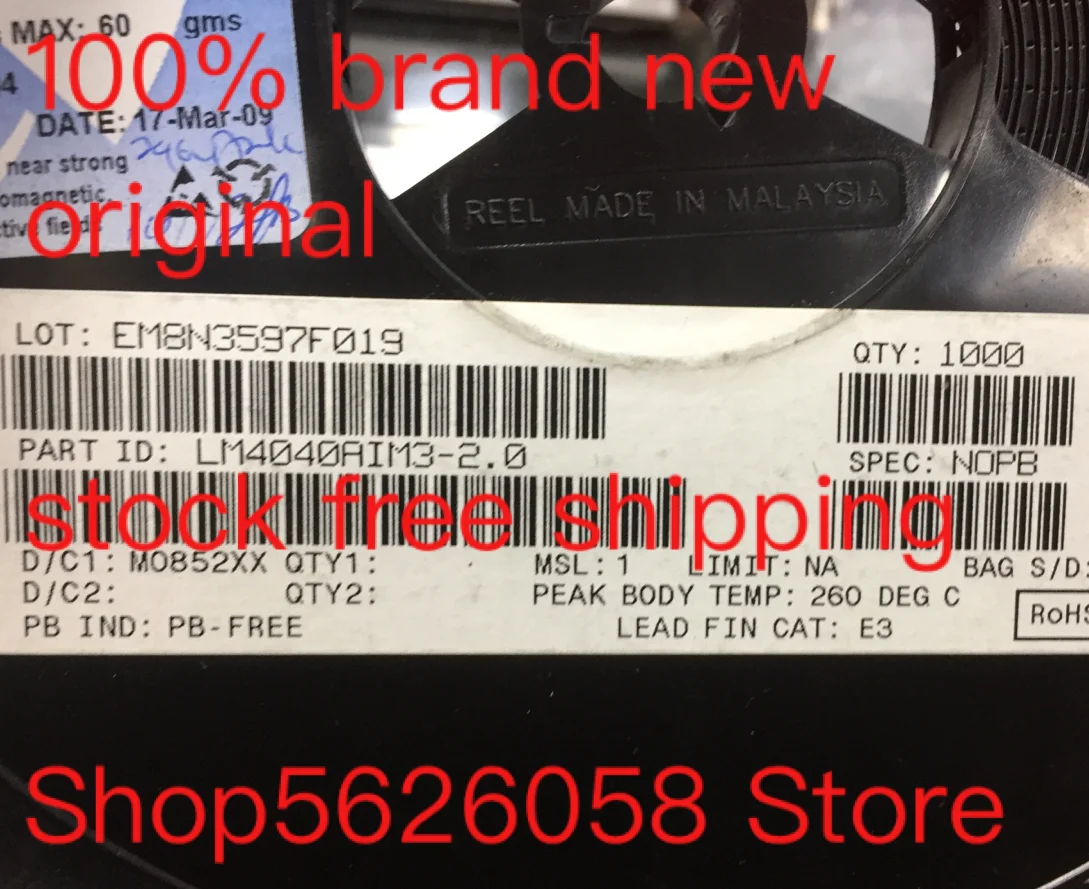 MAX: 60 gms
100% brand new
4
DATE: 17-Mar-09
near strong
omagnetic
original
tive field
REEL MADE IN MALAYSIA
LOT: EM8N3597F019
QTY: 1000
PART ID: LM4040AIM3-2.0
SPEC: NOPB
stock free shipping
D/C1: M0852XX QTY1: MSL: 1 LIMIT: NA BAG S/D:
D/C2: QTY2: PEAK BODY TEMP: 260 DEG C
PB IND: PB-FREE LEAD FIN CAT: E3 RoHS
Shop5626058 Store